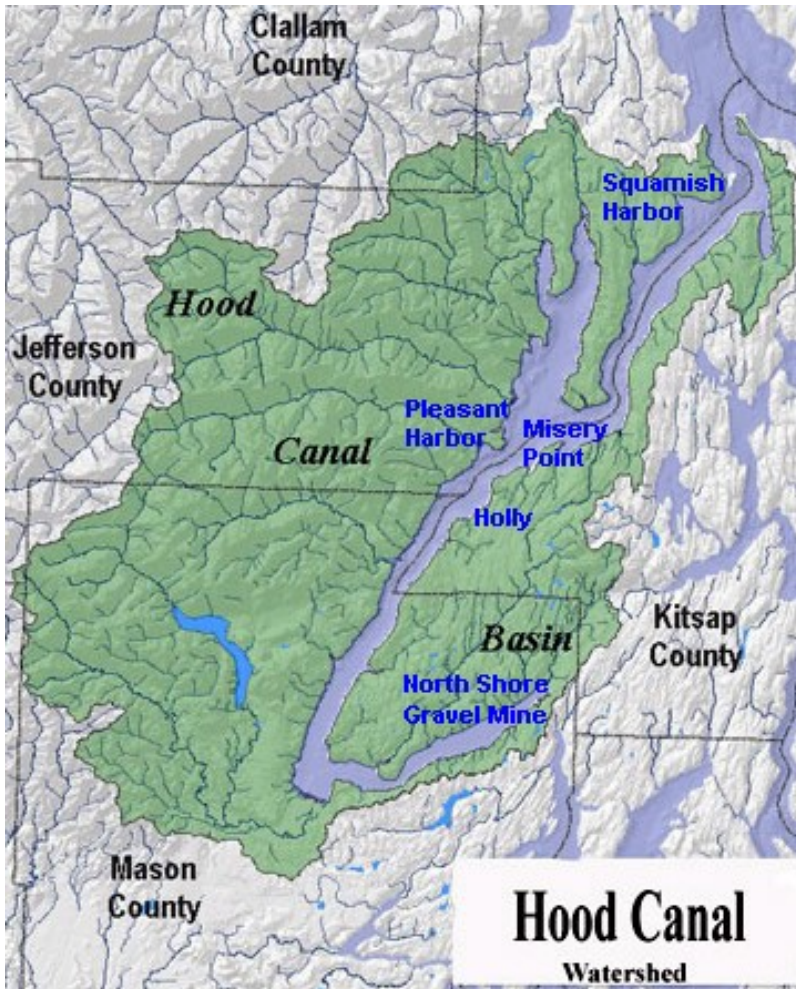 Clallam
County
Squamish
Harbor
Hood
Jefferson
County
Pleasant
Harbor
Misery
Point
Canal
Holly
Kitsap
County
Basin
North Shore
Gravel Mine
Mason
County
Hood Canal
Watershed